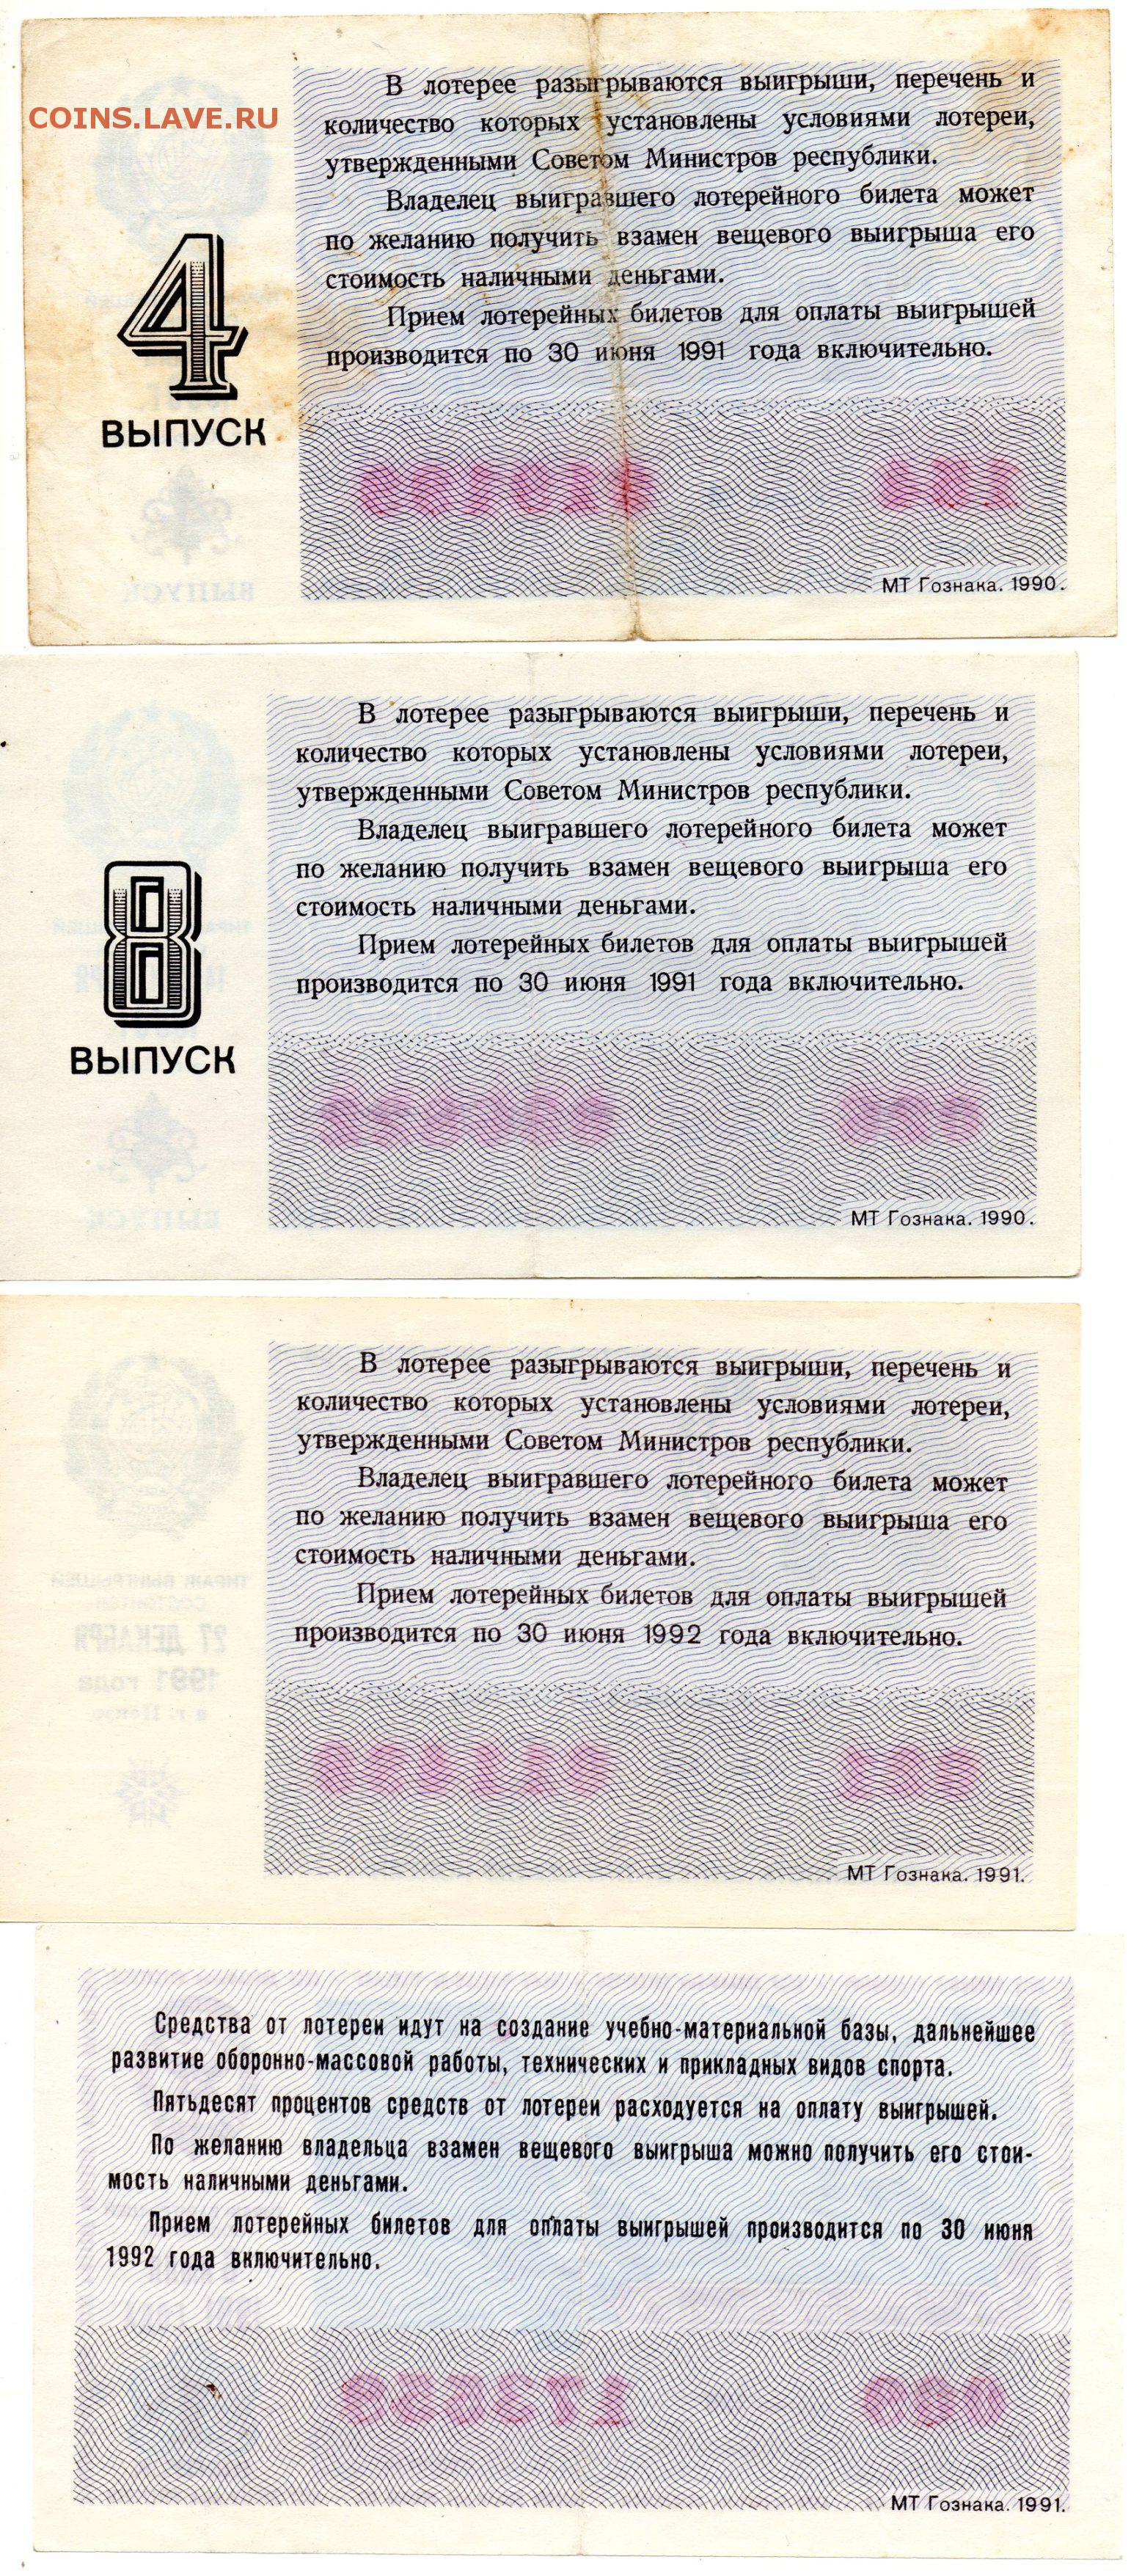 COINS.LAVE.RU
В лотерее разыгрываются выигрыши, перечень и
количество которых установлены условиями лотереи,
утвержденными Советом Министров республики.
Владелец выигравшего лотерейного билета может
по желанию получить взамен вещевого выигрыша его
стоимость наличными деньгами.
Прием лотерейных билетов для оплаты выигрышей
производится по 30 июня 1991 года включительно.
4
ВЫПУСК
МТ Гознака. 1990.
В лотерее разыгрываются выигрыши, перечень и
количество которых установлены условиями лотереи,
утвержденными Советом Министров республики.
Владелец выигравшего лотерейного билета может
по желанию получить взамен вещевого выигрыша его
стоимость наличными деньгами.
Прием лотерейных билетов для оплаты выигрышей
производится по 30 июня 1991 года включительно.
8
ВЫПУСК
МТ Гознака. 1990.
В лотерее разыгрываются выигрыши, перечень и
количество которых установлены условиями лотереи,
утвержденными Советом Министров республики.
Владелец выигравшего лотерейного билета может
по желанию получить взамен вещевого выигрыша его
стоимость наличными деньгами.
Прием лотерейных билетов для оплаты выигрышей
производится по 30 июня 1992 года включительно.
27 ДЕКАБРЯ
1991 года
МТ Гознака. 1991.
Средства от лотереи идут на создание учебно-материальной базы, дальнейшее
развитие оборонно-массовой работы, технических и прикладных видов спорта.
Пятьдесят процентов средств от лотереи расходуется на оплату выигрышей.
По желанию владельца взамен вещевого выигрыша можно получить его стои-
мость наличными деньгами.
Прием лотерейных билетов для оплаты выигрышей производится по 30 июня
1992 года включительно.
МТ Гознака. 1991.